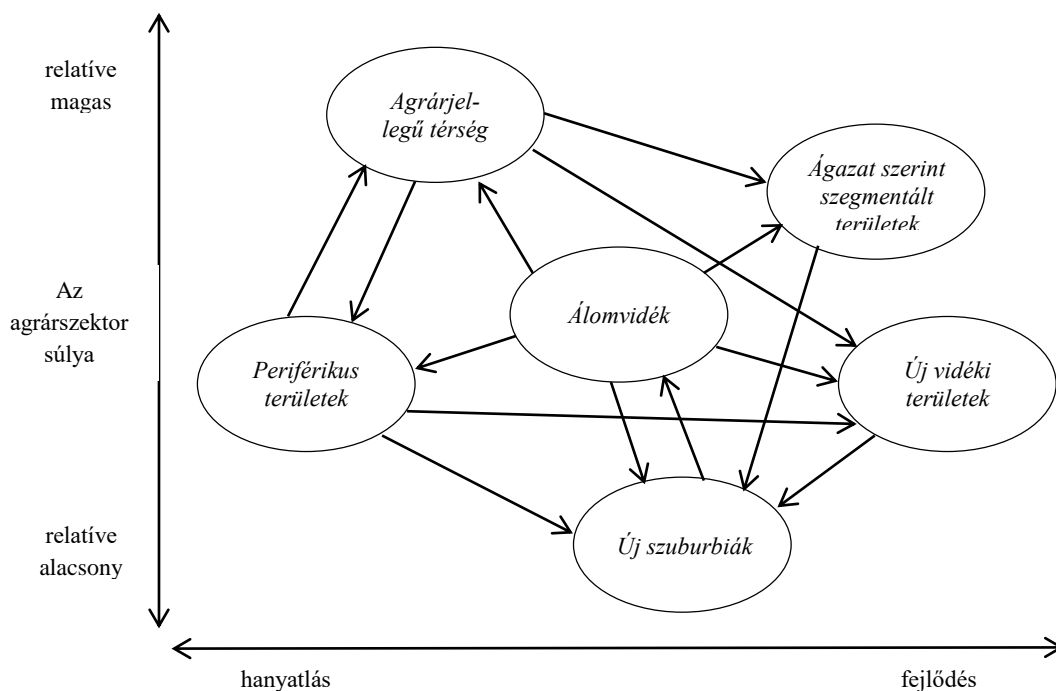 relatíve
magas
Agrárjel-
legű térség
Ágazat szerint
szegmentált
területek
Az
agrárszektor
súlya
Álomvidék
Periférikus
területek
Új vidéki
területek
relatíve
alacsony
Új szuburbiák
hanyatlás
fejlődés